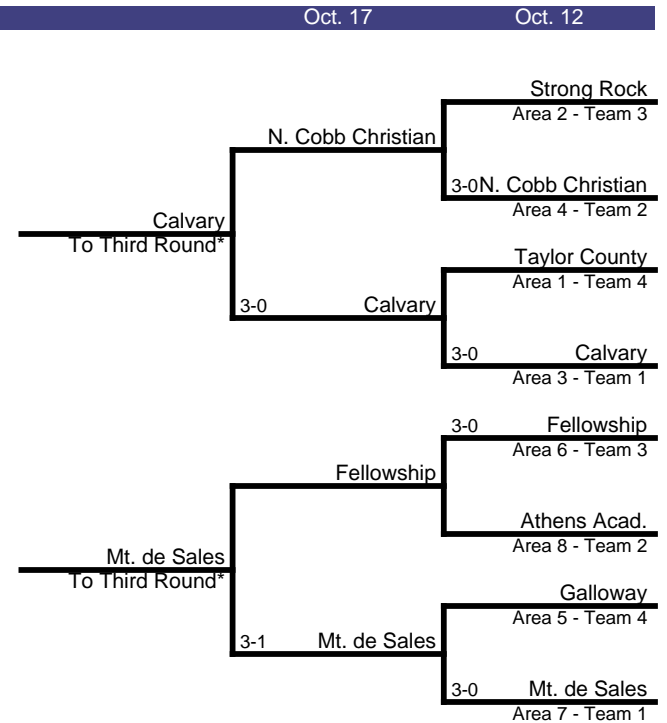 Oct. 17 Oct. 12
Strong Rock
Area 2 - Team 3
N. Cobb Christian
3-0 N. Cobb Christian
Area 4 - Team 2
Calvary
To Third Round*
Taylor County
Area 1 - Team 4
3-0 Calvary
3-0 Calvary
Area 3 - Team 1
3-0 Fellowship
Area 6 - Team 3
Fellowship
Athens Acad.
Area 8 - Team 2
Mt. de Sales
To Third Round*
Galloway
Area 5 - Team 4
3-1 Mt. de Sales
3-0 Mt. de Sales
Area 7 - Team 1